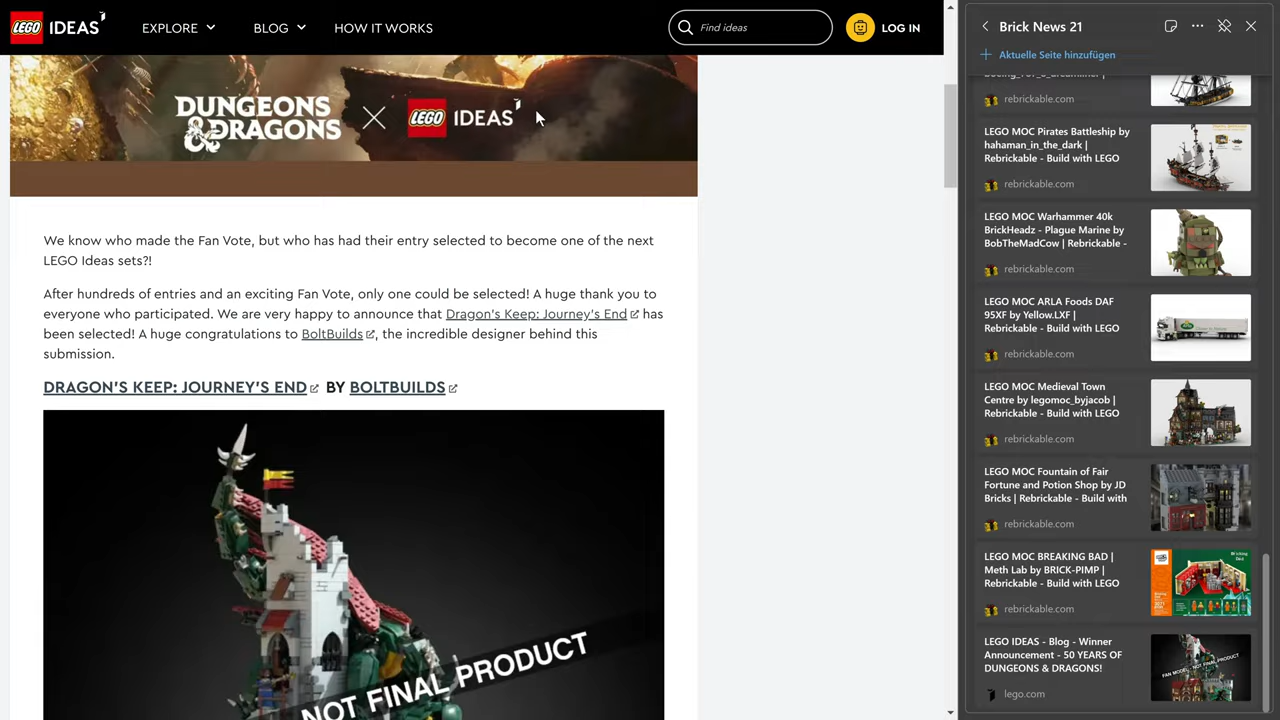 LEGO IDEAS
EXPLORE
BLOG
HOW IT WORKS
Find ideas
LOG IN
DUNGEONS
& DRAGONS
LEGO IDEAS
We know who made the Fan Vote, but who has had their entry selected to become one of the next
LEGO Ideas sets?!
After hundreds of entries and an exciting Fan Vote, only one could be selected! A huge thank you to
everyone who participated. We are very happy to announce that Dragon's Keep: Journey's End has
been selected! A huge congratulations to BoltBuilds, the incredible designer behind this
submission.
DRAGON'S KEEP: JOURNEY'S END BY BOLTBUILDS
NOT FINAL PRODUCT
Brick News 21
Aktuelle Seite hinzufügen
rebrickable.com
LEGO MOC Pirates Battleship by
hahaman_in_the_dark |
Rebrickable - Build with LEGO
rebrickable.com
LEGO MOC Warhammer 40k
BrickHeadz - Plague Marine by
BobTheMadCow | Rebrickable -
rebrickable.com
LEGO MOC ARLA Foods DAF
95XF by Yellow.LXF |
Rebrickable - Build with LEGO
rebrickable.com
LEGO MOC Medieval Town
Centre by legomoc_byjacob |
Rebrickable - Build with LEGO
rebrickable.com
LEGO MOC Fountain of Fair
Fortune and Potion Shop by JD
Bricks | Rebrickable - Build with
rebrickable.com
LEGO MOC BREAKING BAD |
Meth Lab by BRICK-PIMP |
Rebrickable - Build with LEGO
rebrickable.com
LEGO IDEAS - Blog - Winner
Announcement - 50 YEARS OF
DUNGEONS & DRAGONS!
lego.com
FAN MODEL. NOT FINAL PRODUCT